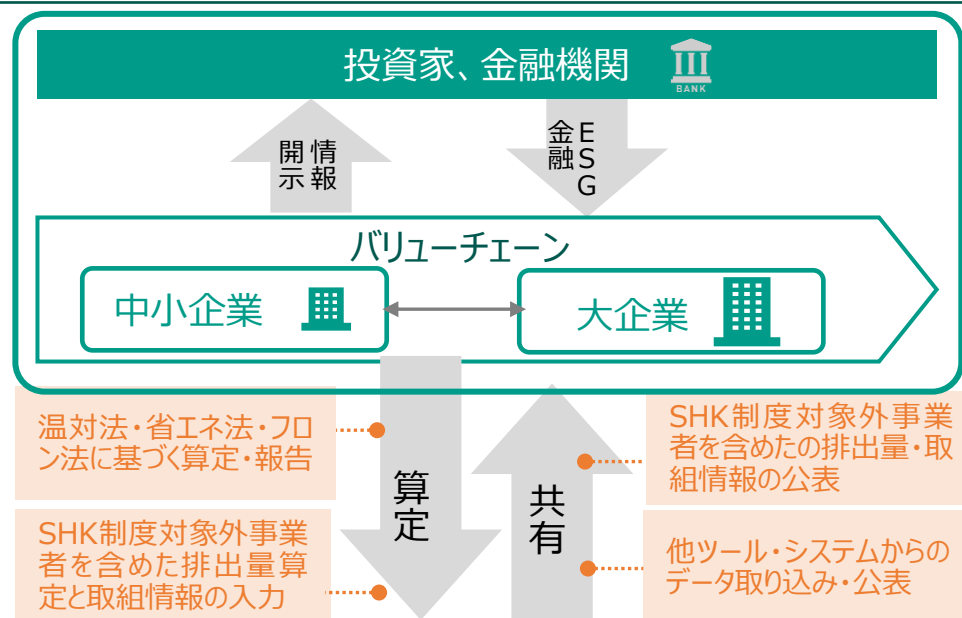 投資家、金融機関
BANK
情報
開示
ESG
金融
バリューチェーン
中小企業
大企業
温対法・省エネ法・フロ
ン法に基づく算定・報告
SHK制度対象外事業
者を含めた排出量算
定と取組情報の入力
算定
共有
SHK制度対象外事業
者を含めたの排出量・取
組情報の公表
他ツール・システムからの
データ取り込み・公表